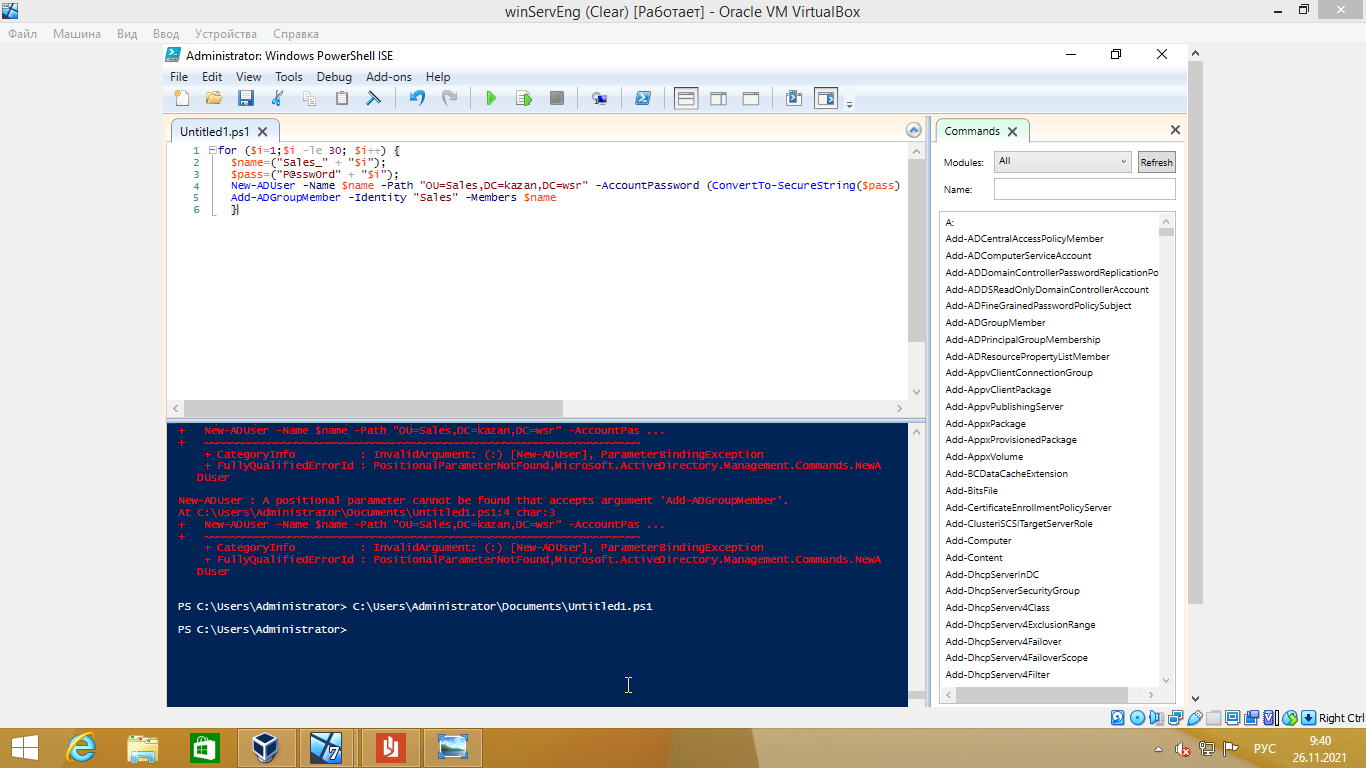 winServEng (Clear) [Работает] - Oracle VM VirtualBox
Файл Машина Вид Ввод Устройства Справка
Administrator: Windows PowerShell ISE
File Edit View Tools Debug Add-ons Help
Untitled1.ps1
1 for ($i=1;$i -le 30; $i++) {
2 $name=("Sales_" + "$i");
3 $pass=("P@ssw0rd" + "$i");
4 New-ADUser -Name $name -Path "OU=Sales,DC=kazan,DC=wsr" -AccountPassword (ConvertTo-SecureString($pass)
5 Add-ADGroupMember -Identity "Sales" -Members $name
6 }
+ New-ADUser -Name $name -Path "OU=Sales,DC=kazan,DC=wsr" -AccountPas ...
+ ~~~~~~~~~~~~~~~~~~~~~~~~~~~~~~~~~~~~~~~~~~~~~~~~~~~~~~~~~~~~~~~~~~
+ CategoryInfo : InvalidArgument: (:) [New-ADUser], ParameterBindingException
+ FullyQualifiedErrorId : PositionalParameterNotFound,Microsoft.ActiveDirectory.Management.Commands.NewA
DUser
New-ADUser : A positional parameter cannot be found that accepts argument 'Add-ADGroupMember'.
At C:\Users\Administrator\Documents\Untitled1.ps1:4 char:3
+ New-ADUser -Name $name -Path "OU=Sales,DC=kazan,DC=wsr" -AccountPas ...
+ ~~~~~~~~~~~~~~~~~~~~~~~~~~~~~~~~~~~~~~~~~~~~~~~~~~~~~~~~~~~~~~~~~~
+ CategoryInfo : InvalidArgument: (:) [New-ADUser], ParameterBindingException
+ FullyQualifiedErrorId : PositionalParameterNotFound,Microsoft.ActiveDirectory.Management.Commands.NewA
DUser
PS C:\Users\Administrator> C:\Users\Administrator\Documents\Untitled1.ps1
PS C:\Users\Administrator>
Commands
Modules: All Refresh
Name:
A:
Add-ADCentralAccessPolicyMember
Add-ADComputerServiceAccount
Add-ADDomainControllerPasswordReplicationPo
Add-ADDSReadOnlyDomainControllerAccount
Add-ADFineGrainedPasswordPolicySubject
Add-ADGroupMember
Add-ADPrincipalGroupMembership
Add-ADResourcePropertyListMember
Add-AppvClientConnectionGroup
Add-AppvClientPackage
Add-AppvPublishingServer
Add-AppxPackage
Add-AppxProvisionedPackage
Add-AppxVolume
Add-BCDataCacheExtension
Add-BitsFile
Add-CertificateEnrollmentPolicyServer
Add-ClusteriSCSITargetServerRole
Add-Computer
Add-Content
Add-DhcpServerInDC
Add-DhcpServerSecurityGroup
Add-DhcpServerv4Class
Add-DhcpServerv4ExclusionRange
Add-DhcpServerv4Failover
Add-DhcpServerv4FailoverScope
Add-DhcpServerv4Filter
Right Ctrl
РУС
9:40
26.11.2021